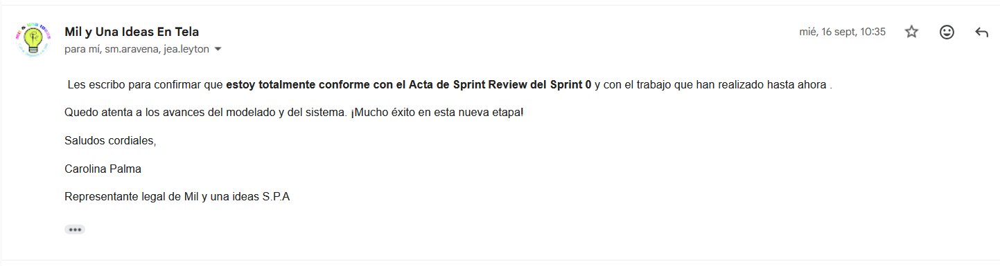 Mil y Una Ideas En Tela
mié, 16 sept, 10:35
para mí, sm.aravena, jea.leyton
Les escribo para confirmar que estoy totalmente conforme con el Acta de Sprint Review del Sprint 0 y con el trabajo que han realizado hasta ahora .
Quedo atenta a los avances del modelado y del sistema. ¡Mucho éxito en esta nueva etapa!
Saludos cordiales,
Carolina Palma
Representante legal de Mil y una ideas S.P.A